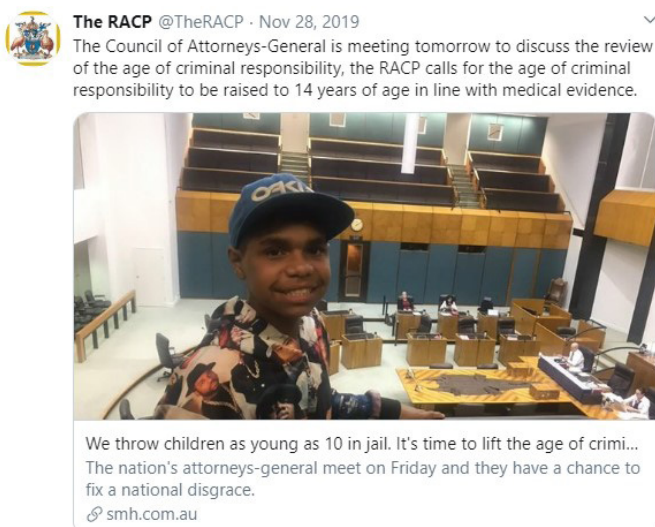 The RACP @TheRACP · Nov 28, 2019
The Council of Attorneys-General is meeting tomorrow to discuss the review
of the age of criminal responsibility, the RACP calls for the age of criminal
responsibility to be raised to 14 years of age in line with medical evidence.
OAKL
We throw children as young as 10 in jail. It's time to lift the age of crimi...
The nation's attorneys-general meet on Friday and they have a chance to
fix a national disgrace.
smh.com.au